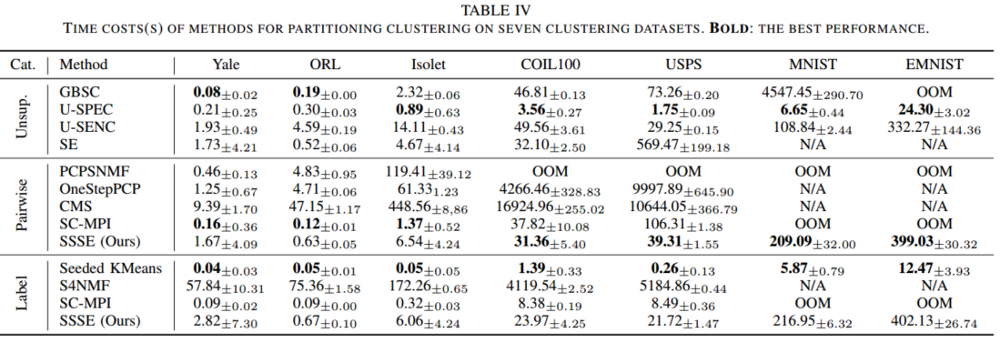 TABLE IV
TIME COSTS(S) OF METHODS FOR PARTITIONING CLUSTERING ON SEVEN CLUSTERING DATASETS. BOLD: THE BEST PERFORMANCE.
Cat. Method Yale ORL Isolet COIL100 USPS MNIST EMNIST
Unsup.
GBSC 0.08±0.02 0.19±0.00 2.32±0.06 46.81±0.13 73.26±0.20 4547.45±290.70 OOM
U-SPEC 0.21±0.25 0.30±0.03 0.89±0.63 3.56±0.27 1.75±0.09 6.65±0.44 24.30±3.02
U-SENC 1.93±0.49 4.59±0.19 14.11±0.43 49.56±3.61 29.25±0.15 108.84±2.44 332.27±144.36
SE 1.73±4.21 0.52±0.06 4.67±4.14 32.10±2.50 569.47±199.18 N/A N/A
Pairwise
PCPSNMF 0.46±0.13 4.83±0.95 119.41±39.12 OOM OOM OOM OOM
OneStepPCP 1.25±0.67 4.71±0.06 61.331.23 4266.46±328.83 9997.89±645.90 N/A N/A
CMS 9.39±1.70 47.15±1.17 448.56±8,86 16924.96±255.02 10644.05±366.79 N/A N/A
SC-MPI 0.16±0.36 0.12±0.01 1.37±0.52 37.82±10.08 106.31±1.38 OOM OOM
SSSE (Ours) 1.67±4.09 0.63±0.05 6.54±4.24 31.36±5.40 39.31±1.55 209.09±32.00 399.03±30.32
Label
Seeded KMeans 0.04±0.03 0.05±0.01 0.05±0.05 1.39±0.33 0.26±0.13 5.87±0.79 12.47±3.93
S4NMF 57.84±10.31 75.36±1.58 172.26±0.65 4119.54±2.52 5184.86±0.44 N/A N/A
SC-MPI 0.09±0.02 0.09±0.00 0.32±0.03 8.38±0.19 8.49±0.36 OOM OOM
SSSE (Ours) 2.82±7.30 0.67±0.10 6.06±4.24 23.97±4.25 21.72±1.47 216.95±6.32 402.13±26.74